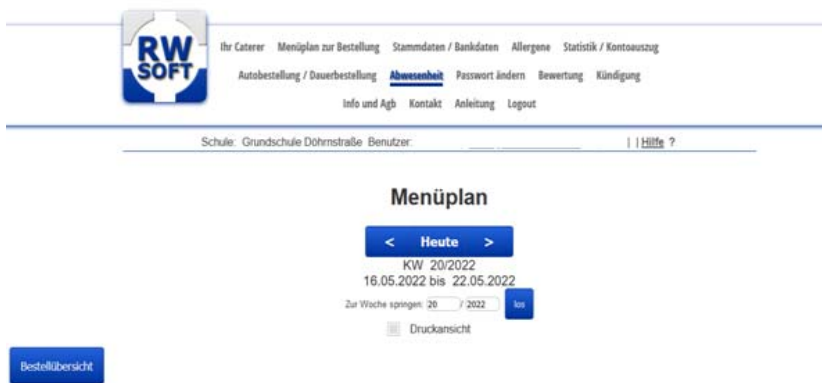 RW
SOFT
Ihr Caterer Menüplan zur Bestellung Stammdaten / Bankdaten Allergene Statistik / Kontoauszug
Autobestellung / Dauerbestellung Abwesenheit Passwort ändern Bewertung Kündigung
Info und Agb Kontakt Anleitung Logout
Schule: Grundschule Döhrnstraße Benutzer: | | Hilfe ?
Menüplan
< Heute >
KW 20/2022
16.05.2022 bis 22.05.2022
Zur Woche springen: 20 / 2022 los
Druckansicht
Bestellübersicht